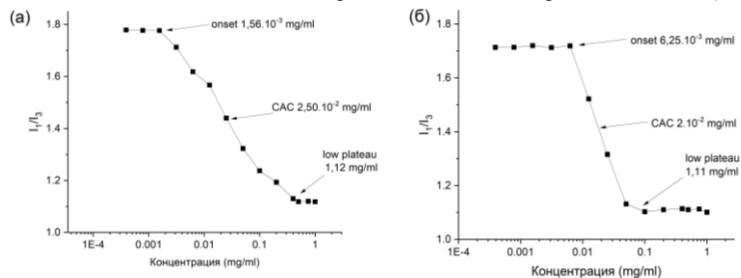 (а)
1.8
1.6
1.4
1.2
1.0
I₁/I₃
onset 1,56.10⁻³ mg/ml
CAC 2,50.10⁻² mg/ml
low plateau
1,12 mg/ml
1E-4 0.001 0.01 0.1 1
Концентрация (mg/ml)
(б)
1.8
1.6
1.4
1.2
1.0
I₁/I₃
onset 6,25.10⁻³ mg/ml
CAC 2.10⁻² mg/ml
low plateau
1,11 mg/ml
1E-4 0.001 0.01 0.1 1
Концентрация (mg/ml)